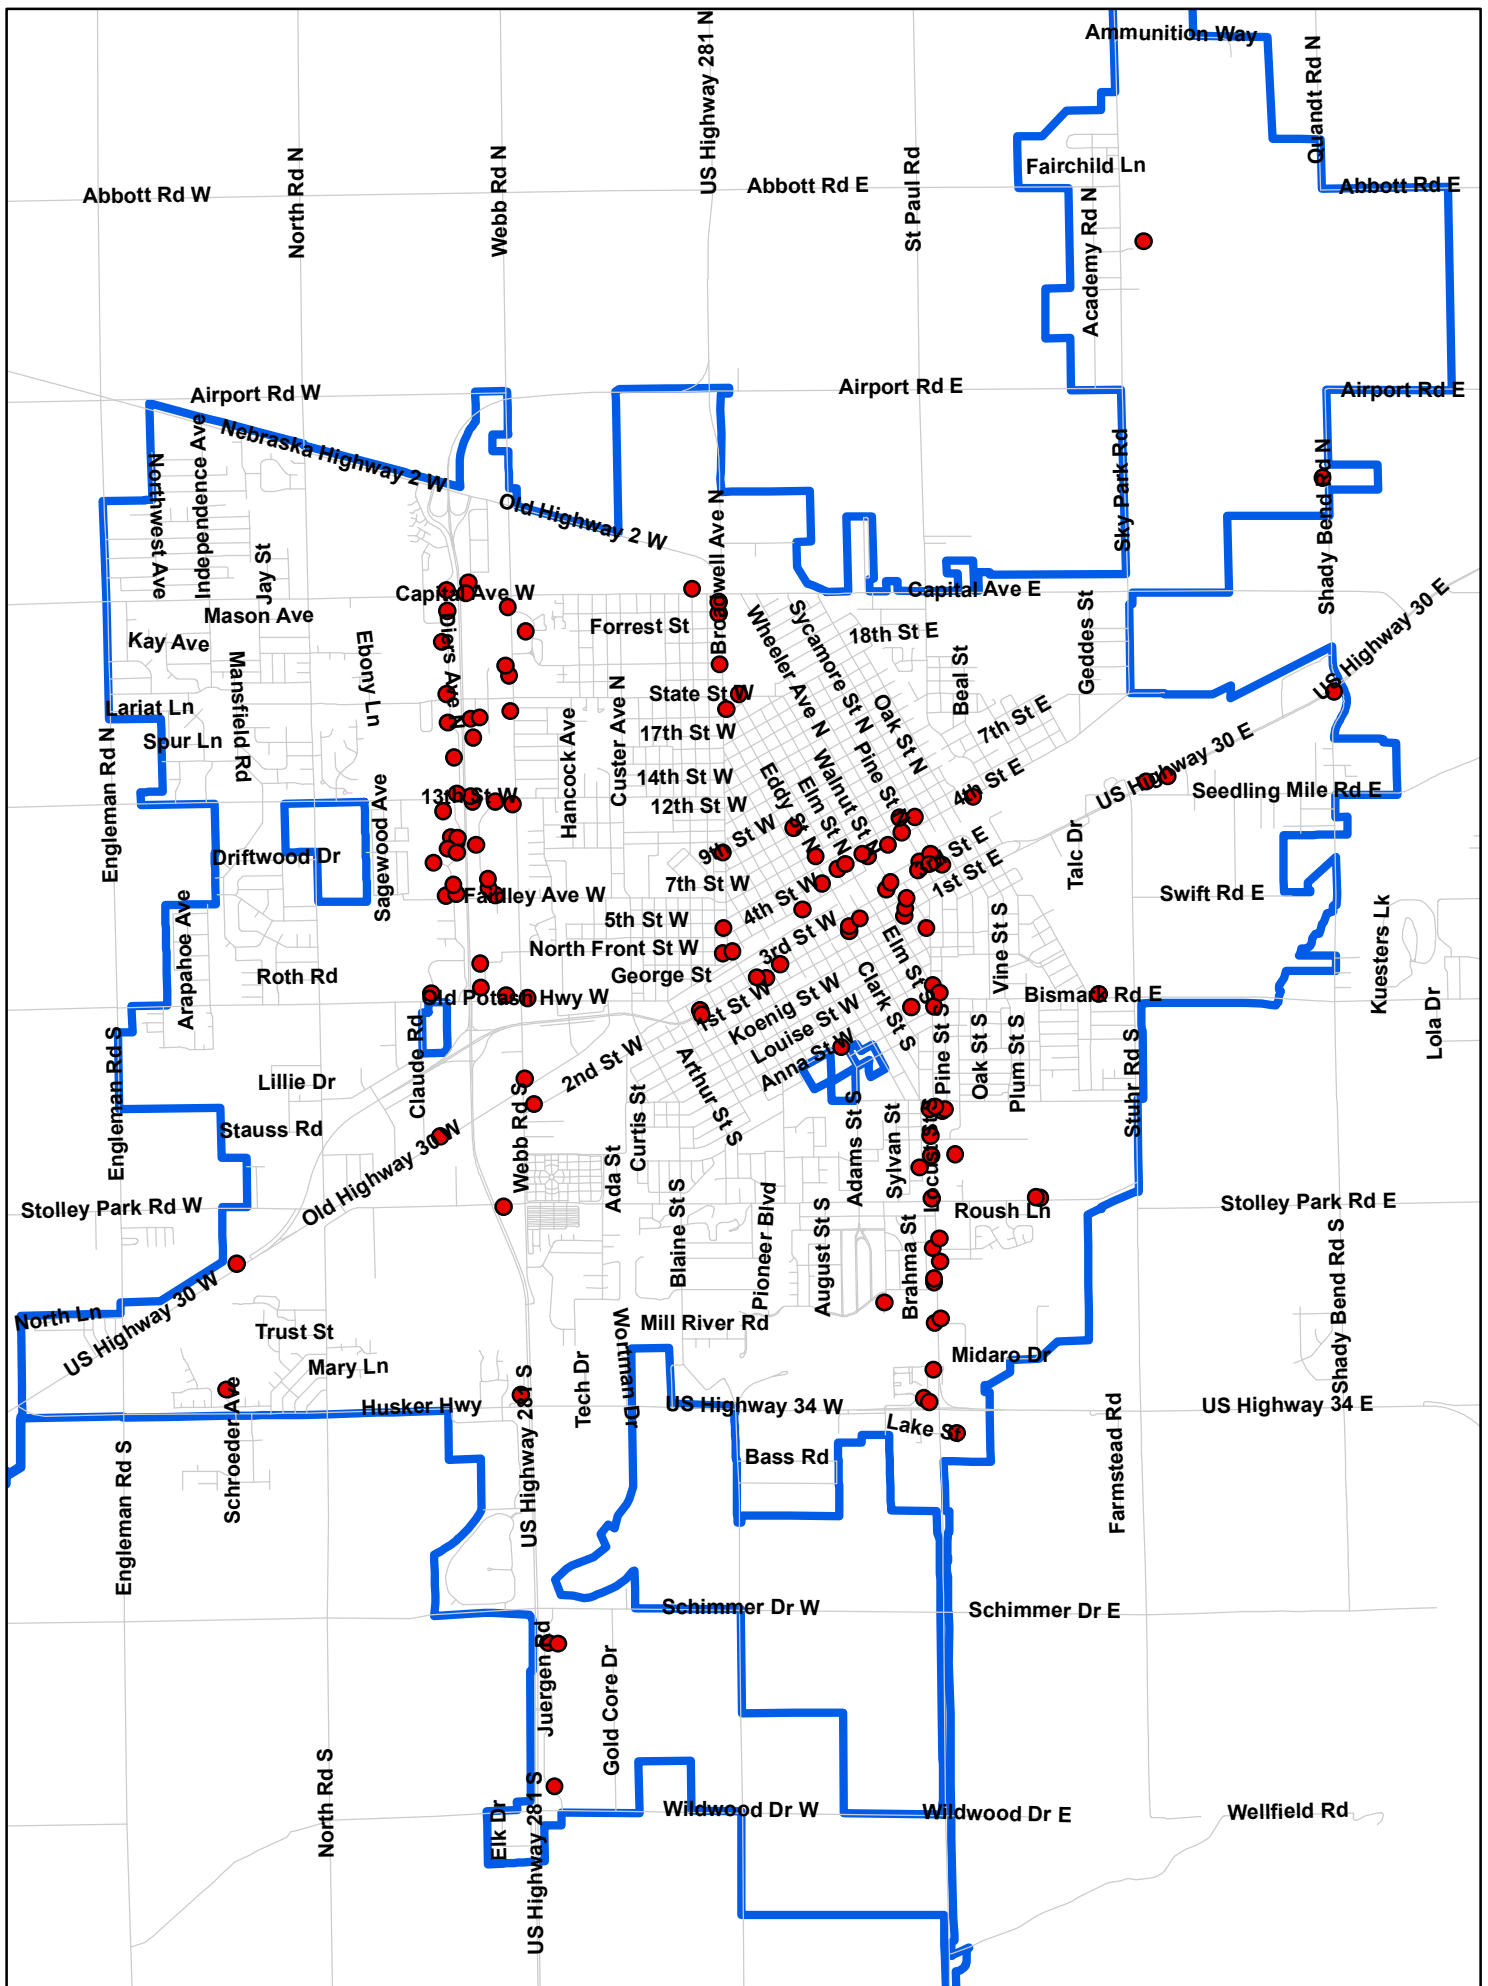 Ammunition Way
US Highway 281 N
Quandt Rd N
North Rd N
Webb Rd N
St Paul Rd
Fairchild Ln
Abbott Rd W
Abbott Rd E
Abbott Rd E
Academy Rd N
Airport Rd W
Airport Rd E
Airport Rd E
Nebraska Highway 2 W
Independence Ave
Northwest Ave
Old Highway 2 W
Sky Park Rd
Shady Bend Rd N
Jay St
Broadwell Ave N
Capital Ave W
Capital Ave E
Mason Ave
Kay Ave
Ebony Ln
Diers Ave N
Forrest St
Wheeler Ave N
Sycamore St N
18th St E
Beal St
Geddes St
US Highway 30 E
Mansfield Rd
Lariat Ln
State St W
Custer Ave N
Oak St N
7th St E
Spur Ln
17th St W
Engleman Rd N
Hancock Ave
14th St W
Eddy St N
Elm St N
Walnut St N
Pine St N
4th St E
US Highway 30 E
Seedling Mile Rd E
Sagewood Ave
13th St W
12th St W
Driftwood Dr
9th St W
3rd St E
1st St E
Talc Dr
7th St W
Swift Rd E
Faidley Ave W
4th St W
5th St W
Arapahoe Ave
Kuesters Lk
North Front St W
3rd St W
Elm St S
Vine St S
Roth Rd
George St
Old Potash Hwy W
1st St W
Koenig St W
Clark St S
Bismark Rd E
Louise St W
Lola Dr
Engleman Rd S
Claude Rd
2nd St W
Arthur St S
Anna St W
Pine St S
Oak St S
Plum St S
Stuhr Rd S
Lillie Dr
Stauss Rd
Webb Rd S
Curtis St
Adams St S
Sylvan St
Locust St S
Old Highway 30 W
Ada St
Stolley Park Rd W
Roush Ln
Stolley Park Rd E
Blaine St S
Pioneer Blvd
August St S
Brahma St
Shady Bend Rd S
North Ln
US Highway 30 W
Trust St
Mill River Rd
Wortman Dr
Mary Ln
Tech Dr
Midaro Dr
Schroeder Ave
Husker Hwy
US Highway 281 S
US Highway 34 W
US Highway 34 E
Lake St
Farmstead Rd
Engleman Rd S
Bass Rd
Schimmer Dr W
Schimmer Dr E
Juergen Rd
Gold Core Dr
North Rd S
Elk Dr
US Highway 281 S
Wildwood Dr W
Wildwood Dr E
Wellfield Rd